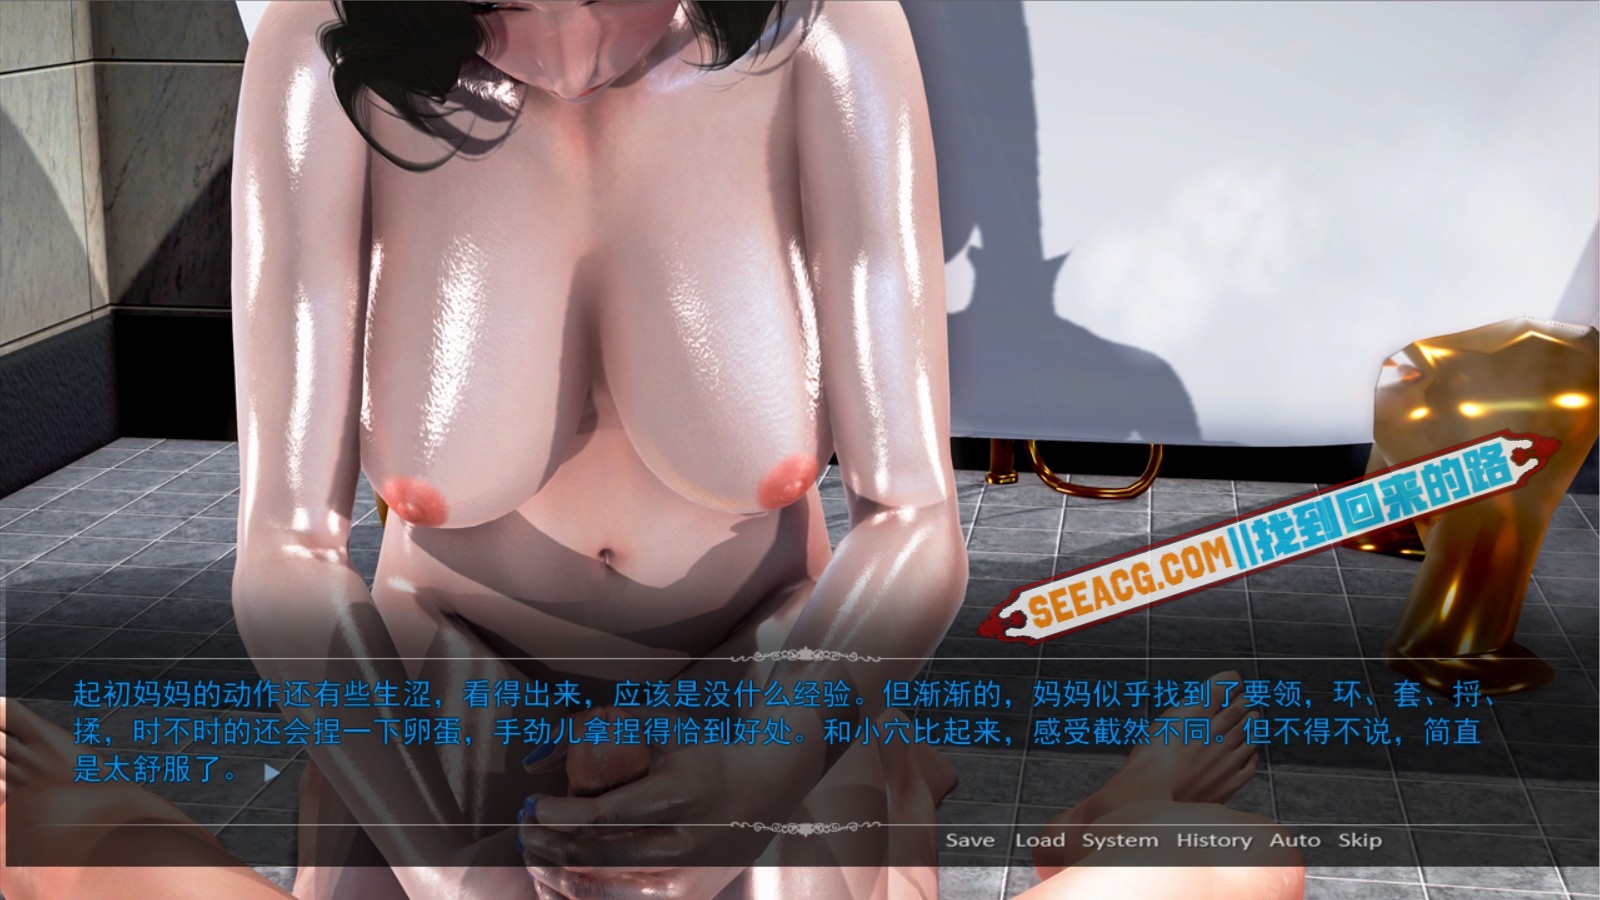 SEEACG.COM||找到回来的路
起初妈妈的动作还有些生涩，看得出来，应该是没什么经验。但渐渐的，妈妈似乎找到了要领，环、套、捋、
揉，时不时的还会捏一下卵蛋，手劲儿拿捏得恰到好处。和小穴比起来，感受截然不同。但不得不说，简直
是太舒服了。
Save Load System History Auto Skip